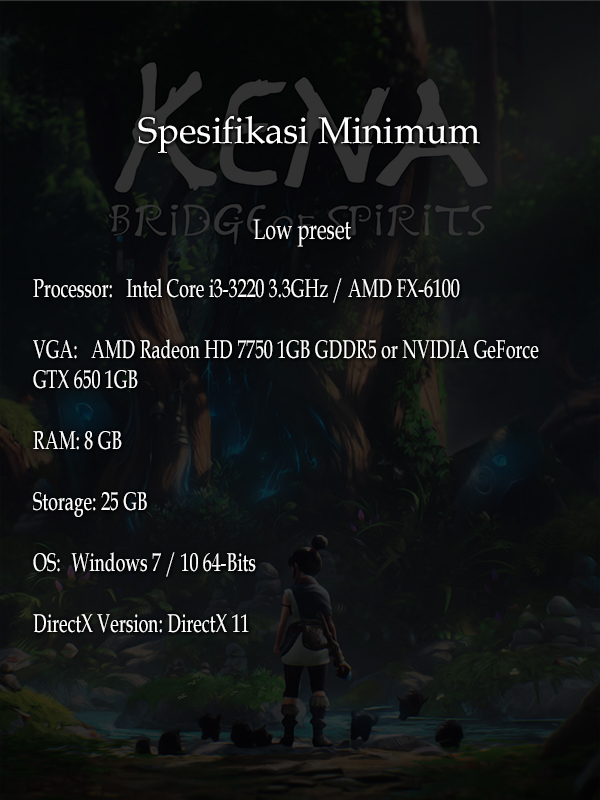 KENA
Spesifikasi Minimum
BRiDGE OF SPiRiTS
Low preset
Processor: Intel Core i3-3220 3.3GHz / AMD FX-6100
VGA: AMD Radeon HD 7750 1GB GDDR5 or NVIDIA GeForce
GTX 650 1GB
RAM: 8 GB
Storage: 25 GB
OS: Windows 7 / 10 64-Bits
DirectX Version: DirectX 11